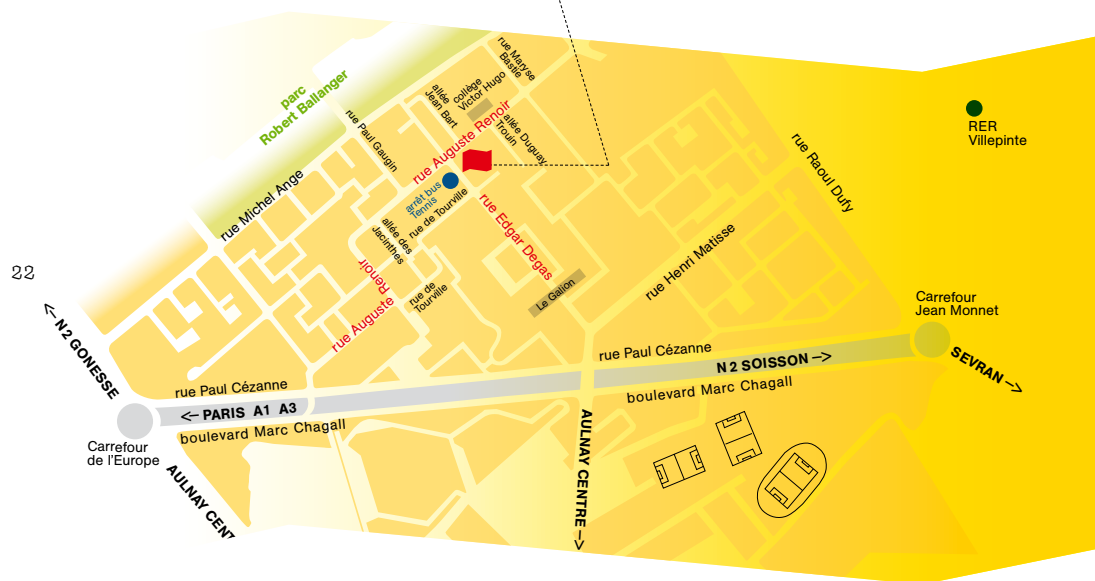 rue Maryse
Bastié
parc
Robert Ballanger
allée
Jean Bart
collège
Victor Hugo
rue Auguste Renoir
allée Duguay
Trouin
rue Paul Gaugin
RER
Villepinte
rue Raoul Dufy
rue Michel Ange
arrêt bus
Tennis
rue de Tourville
allée des
Jacinthes
rue Edgar Degas
rue Henri Matisse
22
rue Auguste
Renoir
rue de
Tourville
Le Galion
Carrefour
Jean Monnet
<- N2 GONESSE
rue Paul Cézanne
N 2 SOISSON ->
SEVRAN ->
rue Paul Cézanne
boulevard Marc Chagall
<- PARIS A1 A3
boulevard Marc Chagall
Carrefour
de l'Europe
AULNAY CENTRE ->
AULNAY CENT